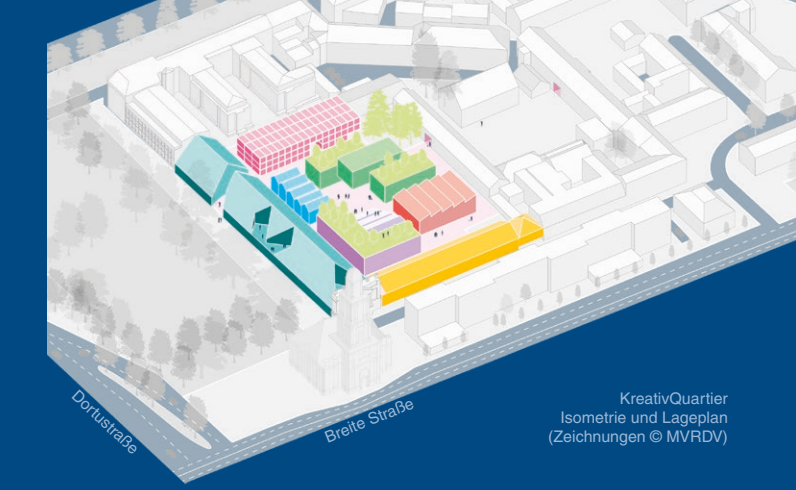 Dortustraße
Breite Straße
KreativQuartier
Isometrie und Lageplan
(Zeichnungen © MVRDV)